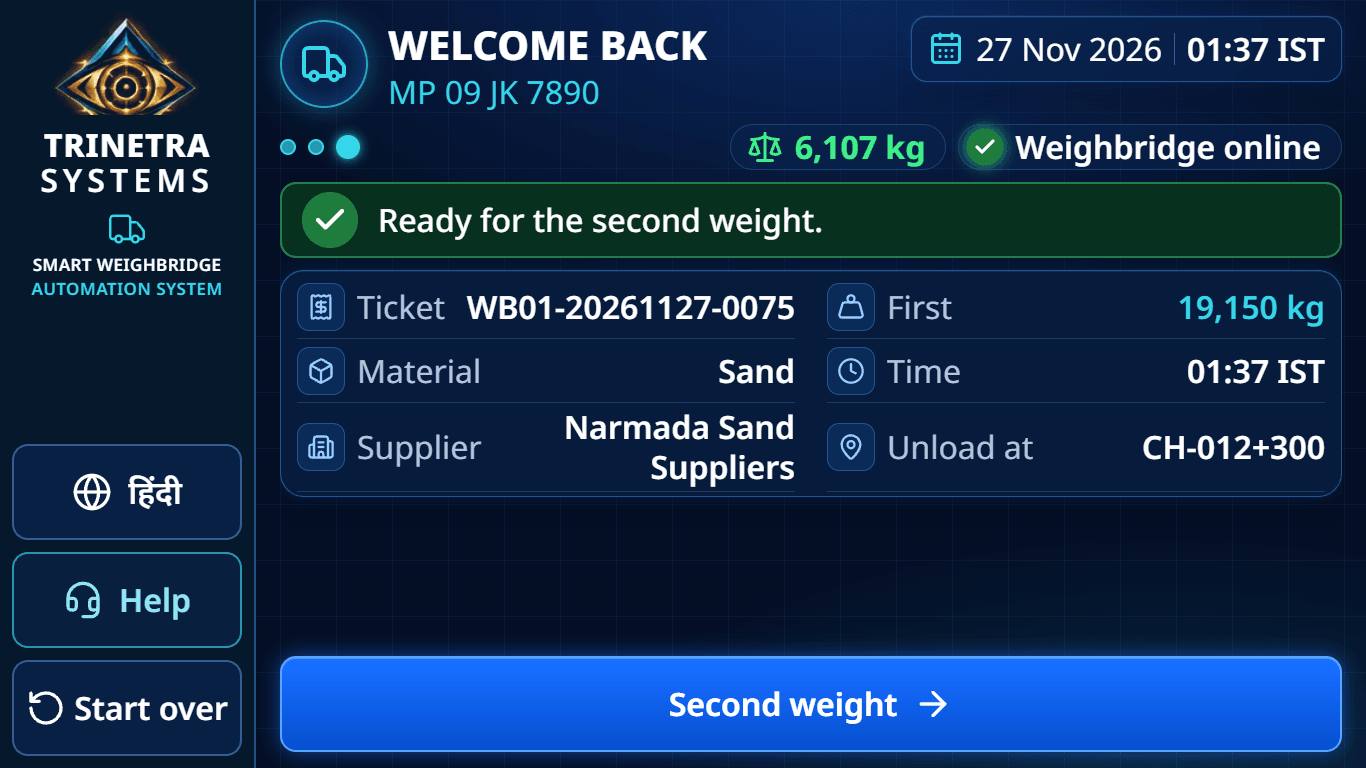 TRINETRA
SYSTEMS
SMART WEIGHBRIDGE
AUTOMATION SYSTEM
हिंदी
Help
Start over
WELCOME BACK
MP 09 JK 7890
27 Nov 2026 01:37 IST
6,107 kg
Weighbridge online
Ready for the second weight.
Ticket WB01-20261127-0075
First 19,150 kg
Material Sand
Time 01:37 IST
Supplier Narmada Sand
Suppliers
Unload at CH-012+300
Second weight